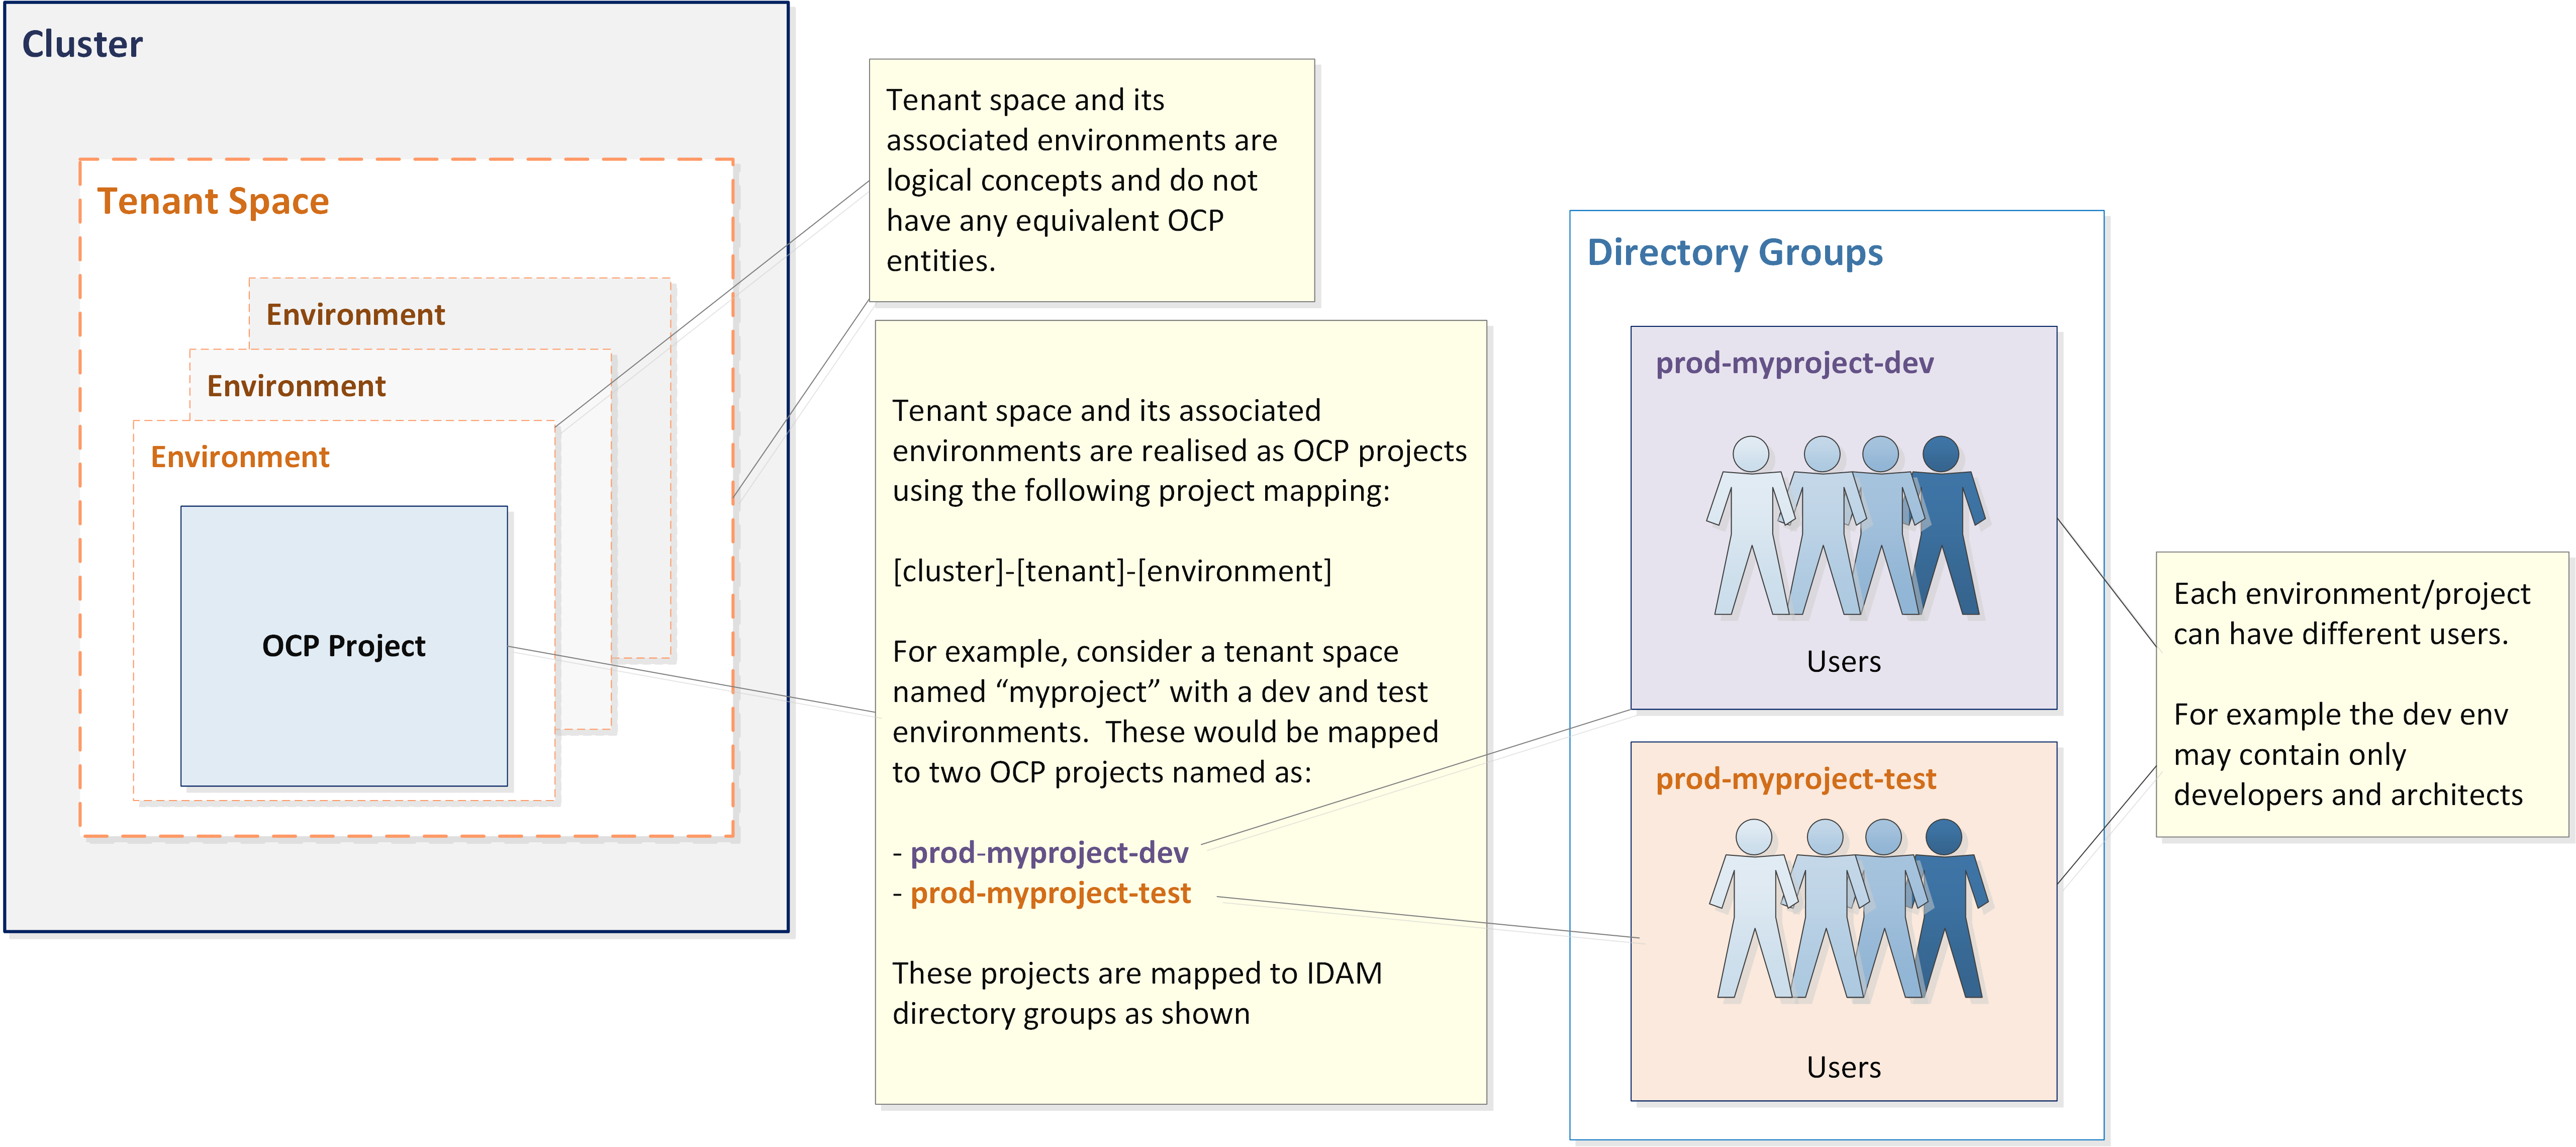 Cluster
Tenant Space
Environment
Environment
Environment
OCP Project
Tenant space and its
associated environments are
logical concepts and do not
have any equivalent OCP
entities.
Tenant space and its associated
environments are realised as OCP projects
using the following project mapping:
[cluster]-[tenant]-[environment]
For example, consider a tenant space
named “myproject” with a dev and test
environments.  These would be mapped
to two OCP projects named as:
- prod-myproject-dev
- prod-myproject-test
These projects are mapped to IDAM
directory groups as shown
Directory Groups
prod-myproject-dev
Users
prod-myproject-test
Users
Each environment/project
can have different users.
For example the dev env
may contain only
developers and architects